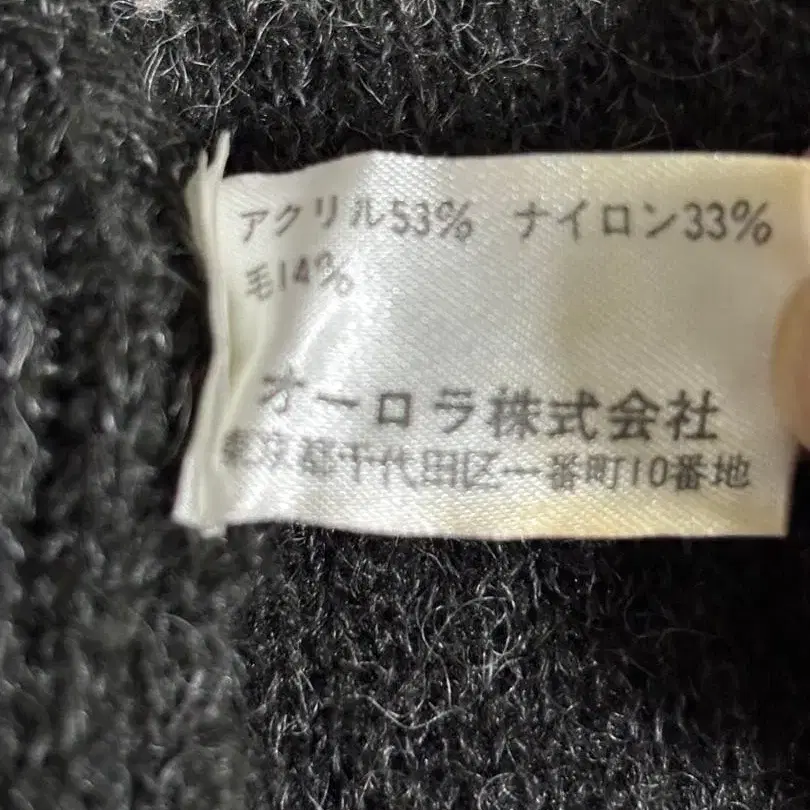 アクリル53% ナイロン33%
毛14%
オーロラ株式会社
東京都千代田区一番町10番地